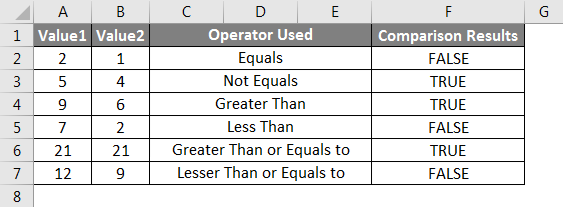 A B C D E F G
1 Value1 Value2 Operator Used Comparison Results
2 2 1 Equals FALSE
3 5 4 Not Equals TRUE
4 9 6 Greater Than TRUE
5 7 2 Less Than FALSE
6 21 21 Greater Than or Equals to TRUE
7 12 9 Lesser Than or Equals to FALSE
8